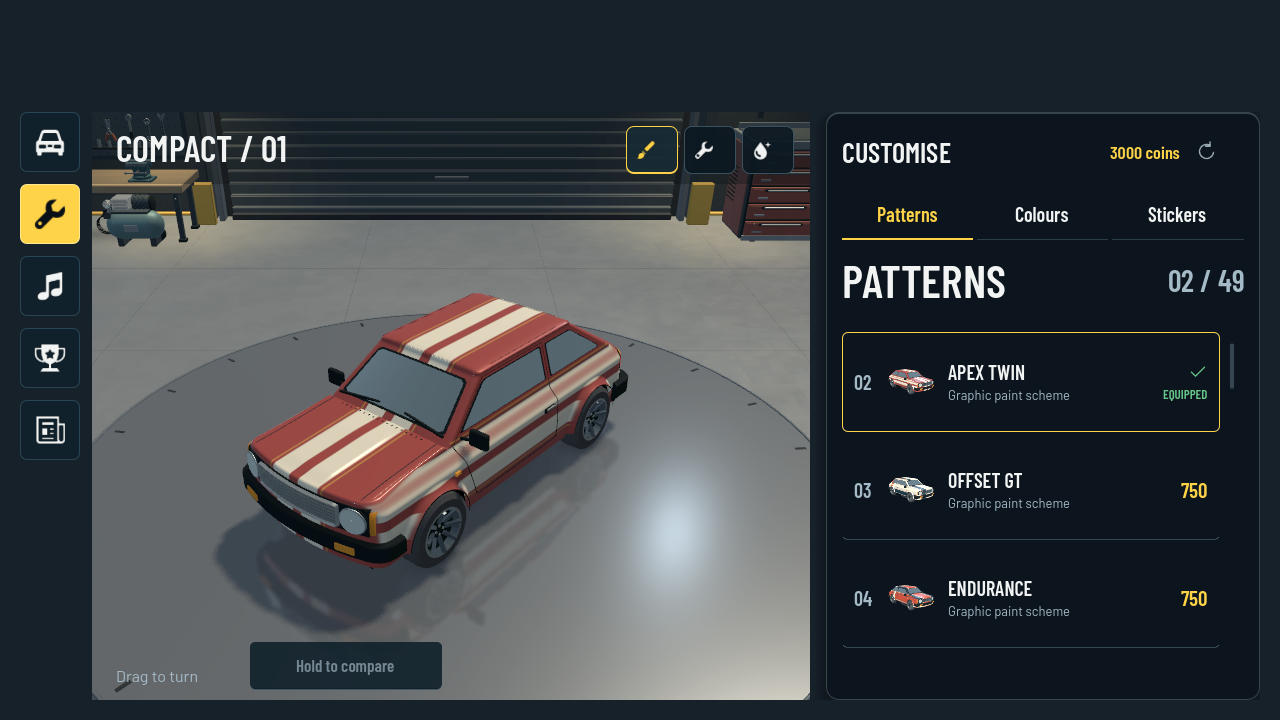 COMPACT / 01
CUSTOMISE
3000 coins
Patterns
Colours
Stickers
PATTERNS
02 / 49
02
APEX TWIN
Graphic paint scheme
EQUIPPED
03
OFFSET GT
Graphic paint scheme
750
04
ENDURANCE
Graphic paint scheme
750
Drag to turn
Hold to compare